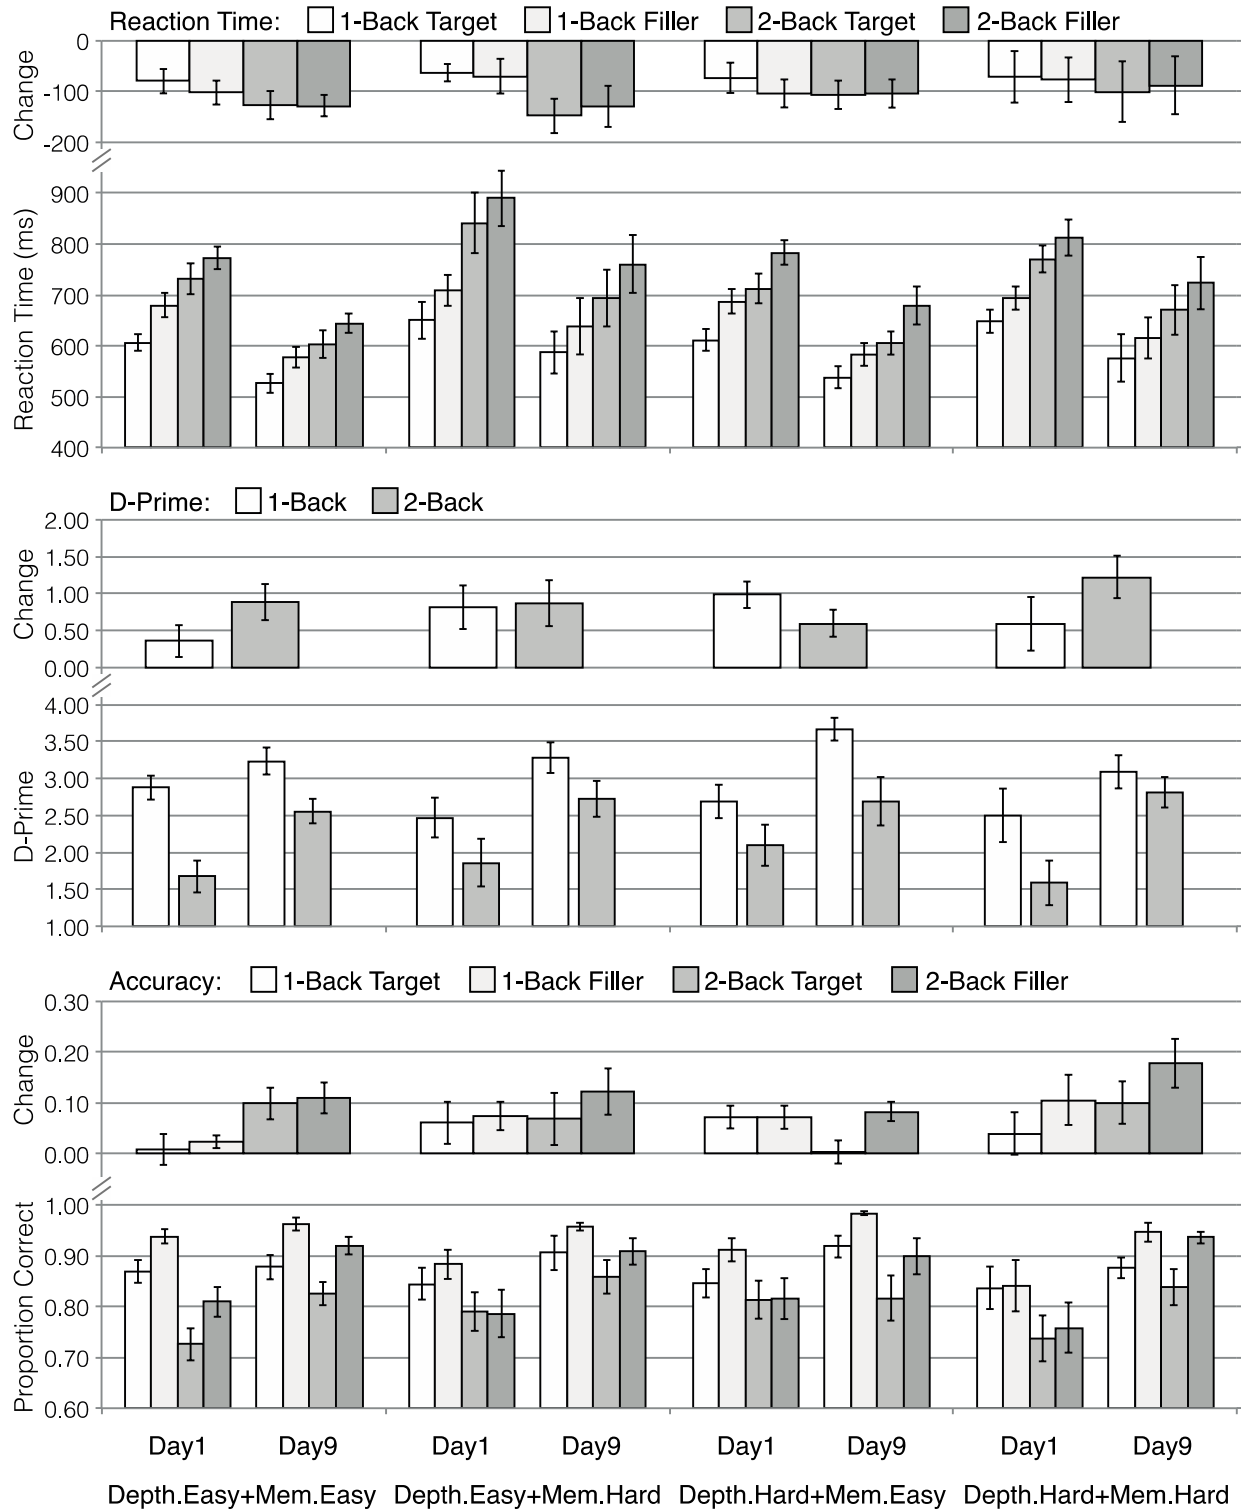 Reaction Time: 1-Back Target 1-Back Filler 2-Back Target 2-Back Filler
Change
0
-100
-200
Reaction Time (ms)
900
800
700
600
500
400
D-Prime: 1-Back 2-Back
Change
2.00
1.50
1.00
0.50
0.00
D-Prime
4.00
3.50
3.00
2.50
2.00
1.50
1.00
Accuracy: 1-Back Target 1-Back Filler 2-Back Target 2-Back Filler
Change
0.30
0.20
0.10
0.00
Proportion Correct
1.00
0.90
0.80
0.70
0.60
Day1 Day9 Day1 Day9 Day1 Day9 Day1 Day9
Depth.Easy+Mem.Easy Depth.Easy+Mem.Hard Depth.Hard+Mem.Easy Depth.Hard+Mem.Hard